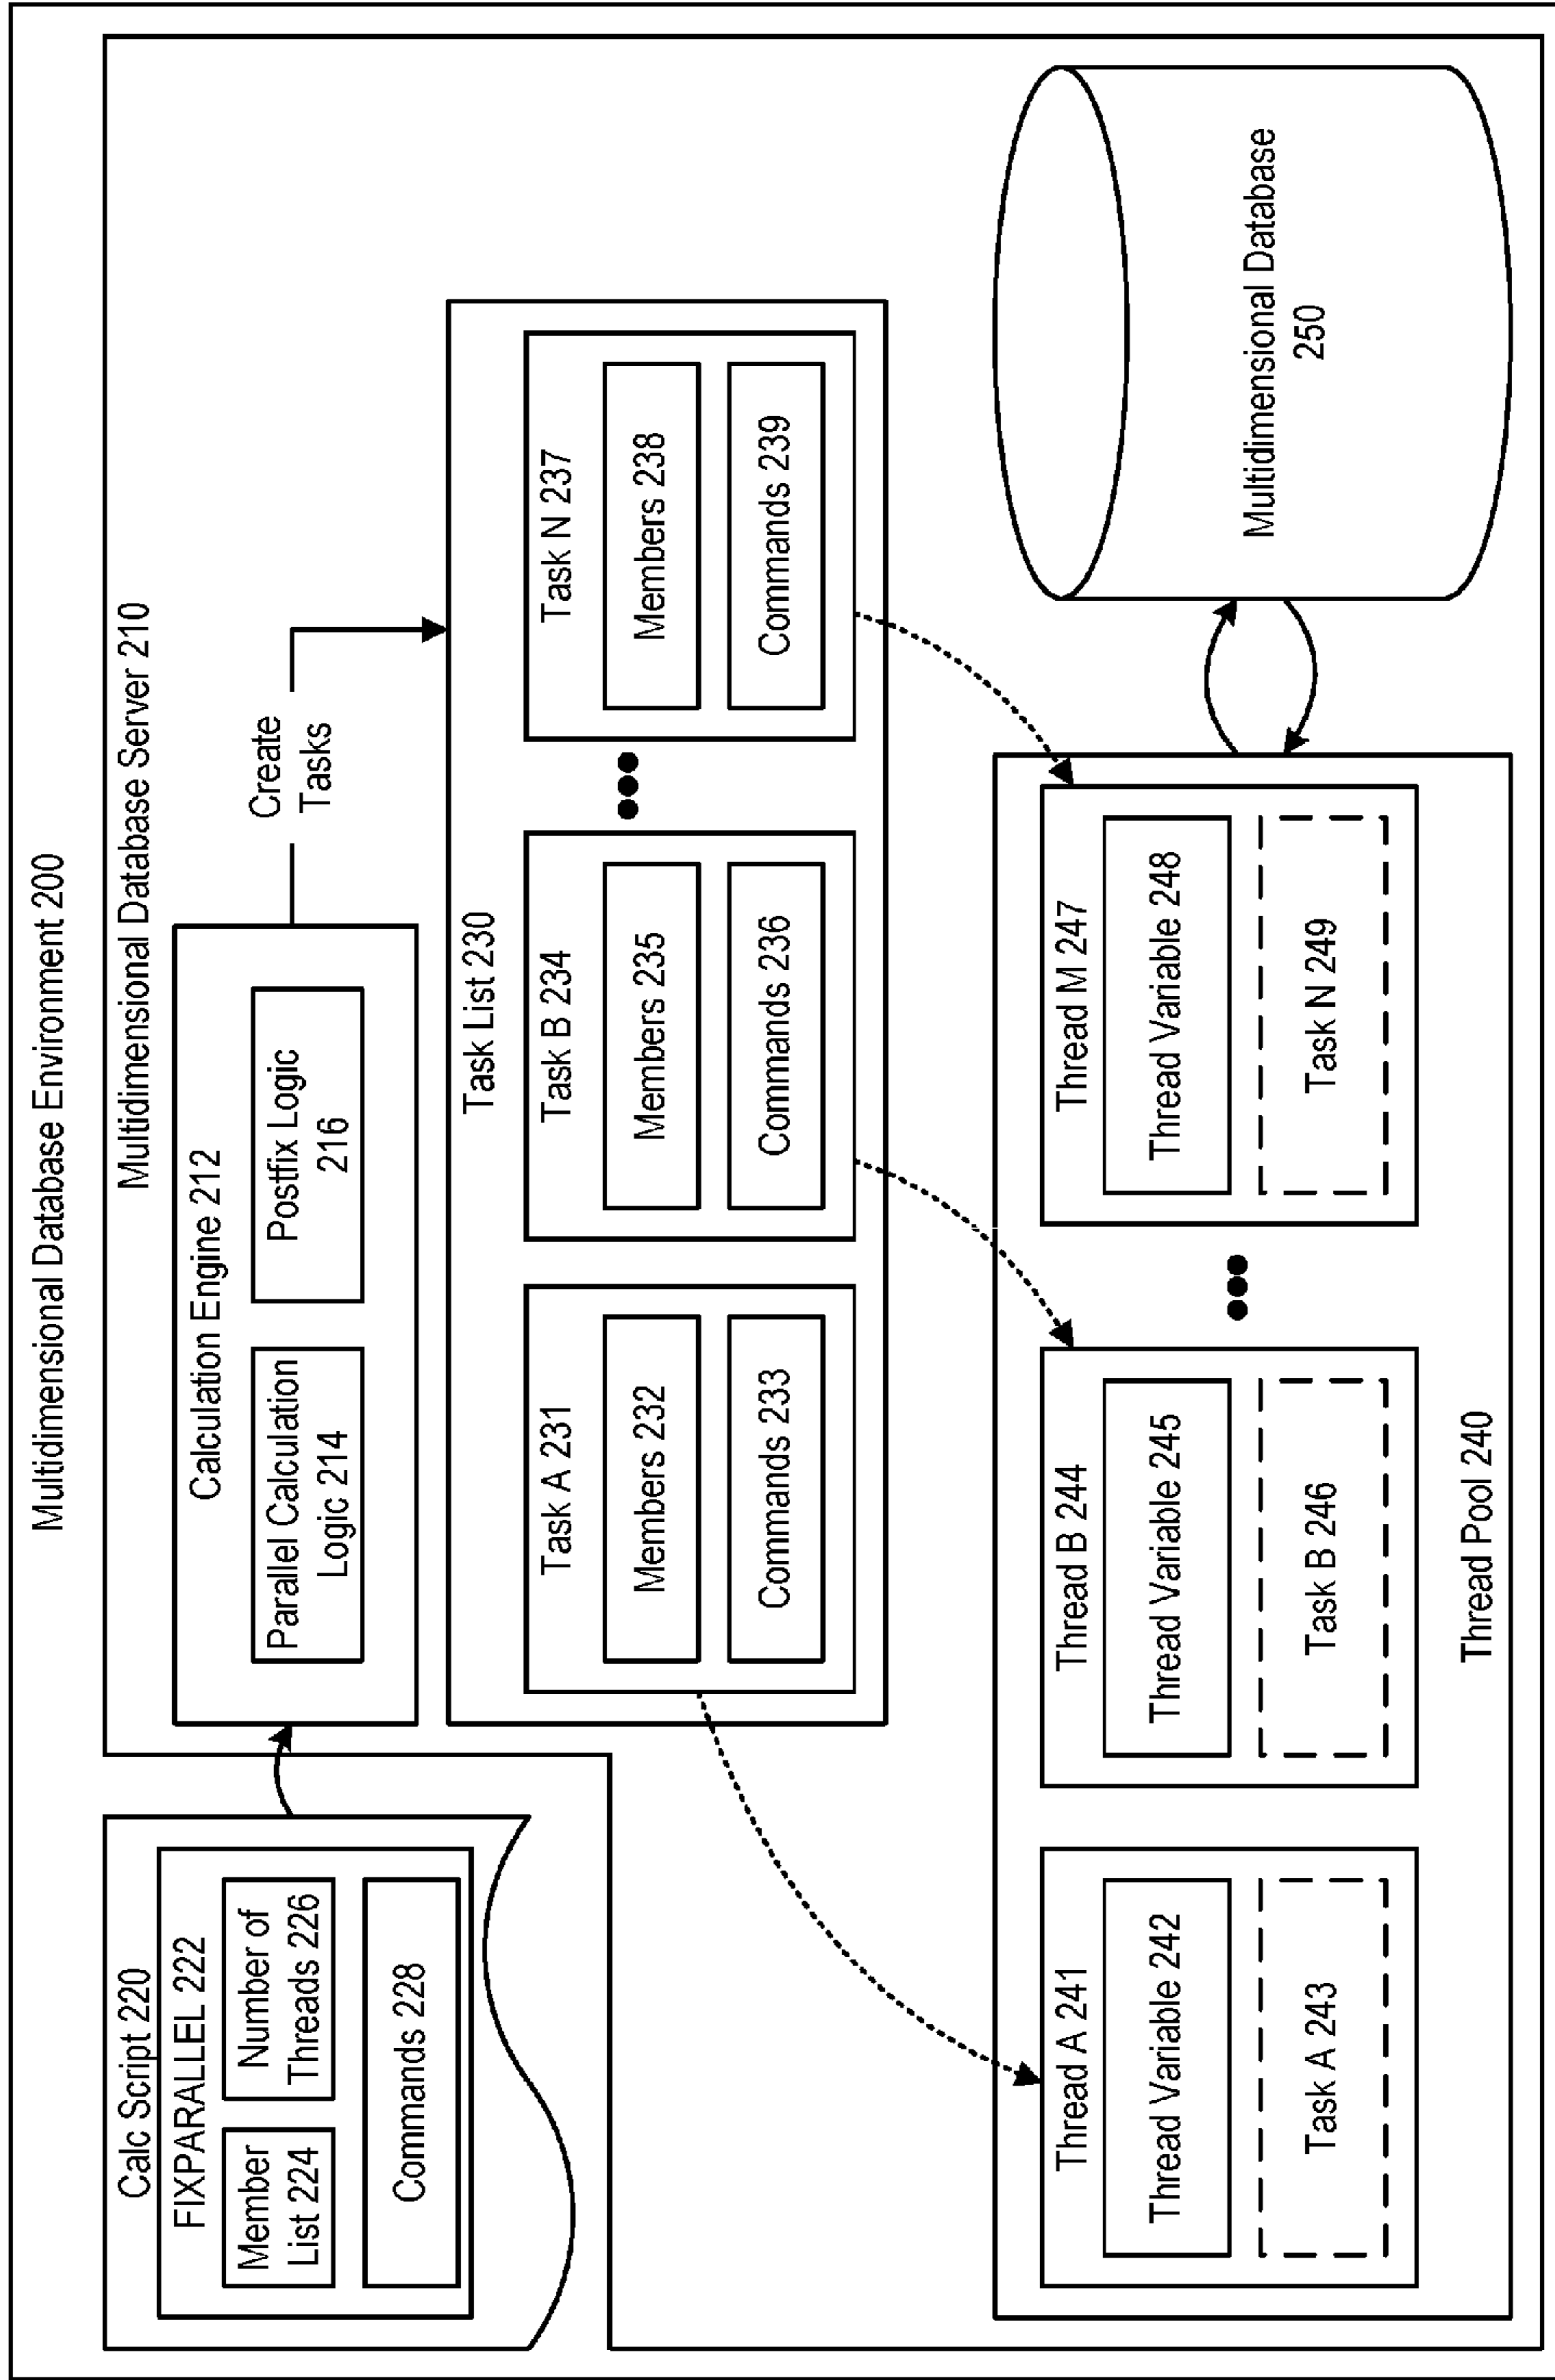 Multidimensional Database Environment 200
Calc Script 220
FIXPARALLEL 222
Member
List 224
Number of
Threads 226
Commands 228
Multidimensional Database Server 210
Calculation Engine 212
Parallel Calculation
Logic 214
Postfix Logic
216
Create
Tasks
Task List 230
Task A 231
Members 232
Commands 233
Task B 234
Members 235
Commands 236
Task N 237
Members 238
Commands 239
Thread A 241
Thread Variable 242
Task A 243
Thread B 244
Thread Variable 245
Task B 246
Thread M 247
Thread Variable 248
Task N 249
Thread Pool 240
Multidimensional Database
250